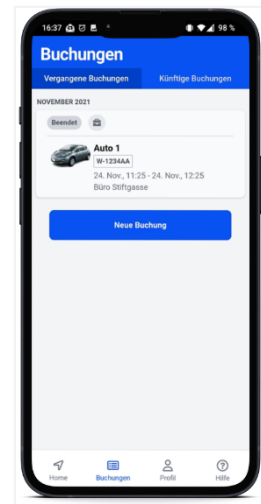 16:37 98 %
Buchungen
Vergangene Buchungen Künftige Buchungen
NOVEMBER 2021
Beendet
Auto 1
W-1234AA
24. Nov., 11:25 - 24. Nov., 12:25
Büro Stiftgasse
Neue Buchung
Home Buchungen Profil Hilfe